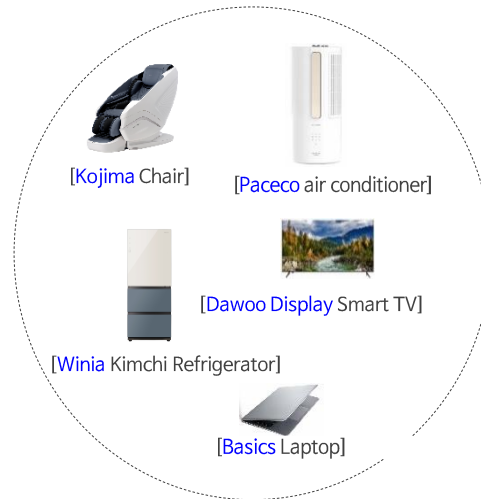 [Kojima Chair]
[Paceco air conditioner]
[Dawoo Display Smart TV]
[Winia Kimchi Refrigerator]
[Basics Laptop]